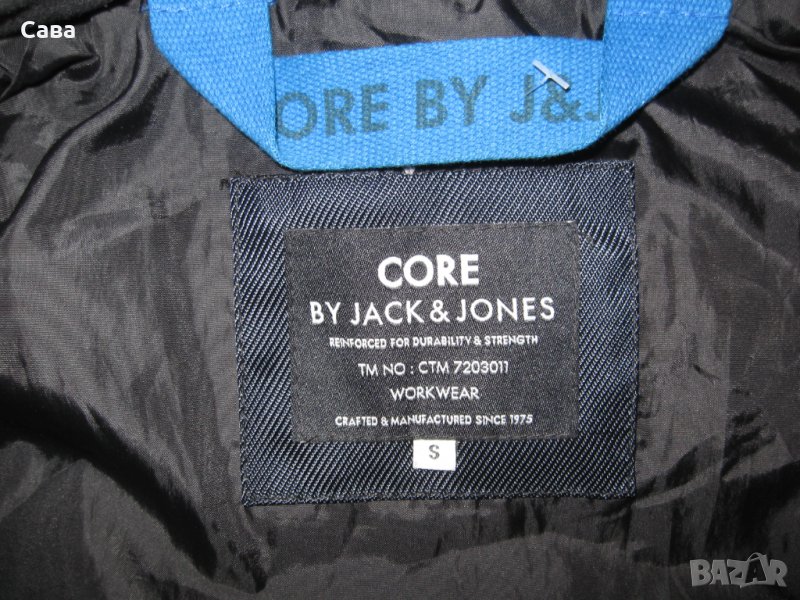 Сава
ORE BY J&J
CORE
BY JACK & JONES
REINFORCED FOR DURABILITY & STRENGTH
TM NO : CTM 7203011
WORKWEAR
CRAFTED & MANUFACTURED SINCE 1975
S
BAZAR